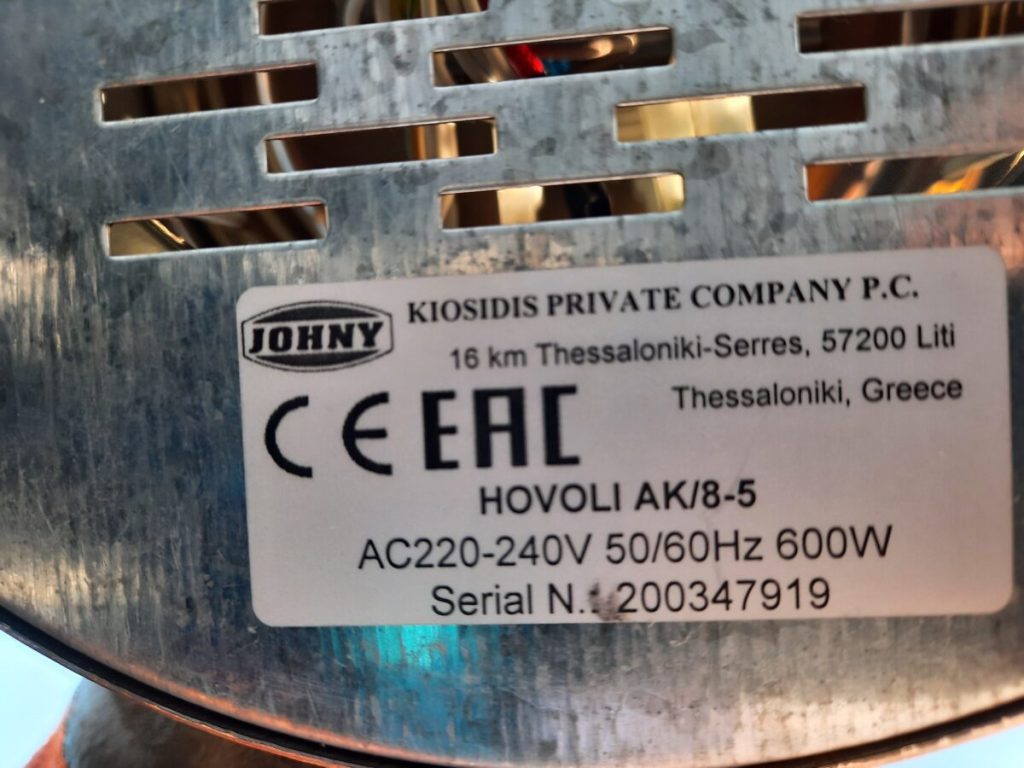 JOHNY
KIOSIDIS PRIVATE COMPANY P.C.
16 km Thessaloniki-Serres, 57200 Liti
Thessaloniki, Greece
CE EAC
HOVOLI AK/8-5
AC220-240V 50/60Hz 600W
Serial N.: 200347919